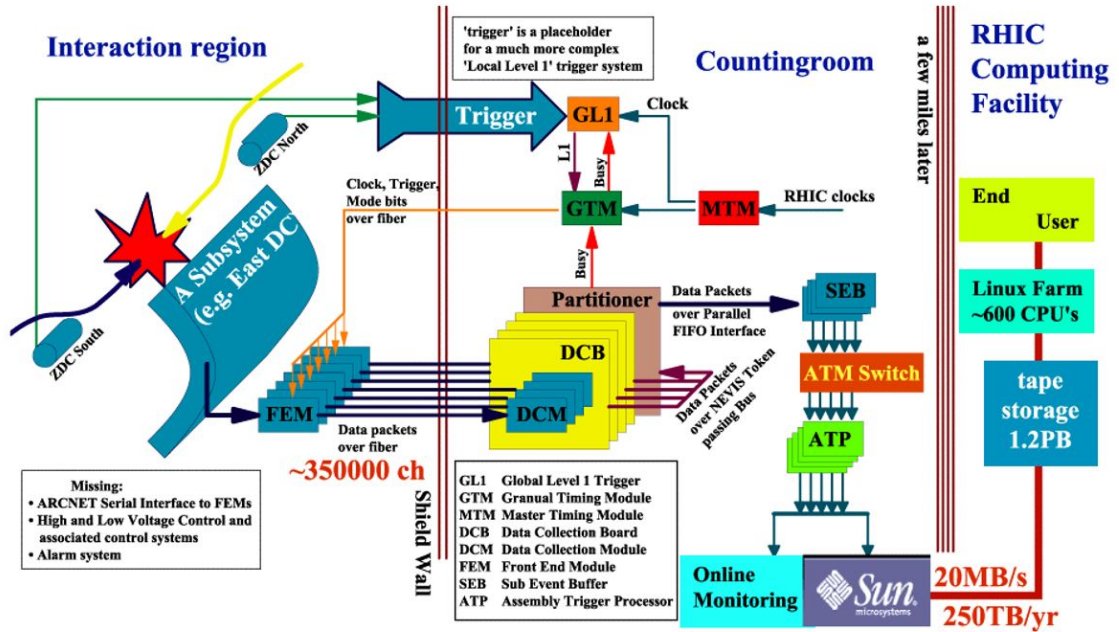 Interaction region
'trigger' is a placeholder
for a much more complex
'Local Level 1' trigger system
Countingroom
a few miles later
RHIC
Computing
Facility
ZDC North
Trigger
GL1
Clock
L1
Busy
Clock, Trigger,
Mode bits
over fiber
GTM
MTM
RHIC clocks
End
User
A Subsystem
(e.g. East DC)
Busy
Partitioner
Data Packets
over Parallel
FIFO Interface
SEB
Linux Farm
~600 CPU's
ZDC South
DCB
ATM Switch
tape
storage
1.2PB
FEM
DCM
Data Packets
over NEVIS Token
passing Bus
ATP
Data packets
over fiber
~350000 ch
Missing:
• ARCNET Serial Interface to FEMs
• High and Low Voltage Control and
associated control systems
• Alarm system
Shield Wall
GL1 Global Level 1 Trigger
GTM Granual Timing Module
MTM Master Timing Module
DCB Data Collection Board
DCM Data Collection Module
FEM Front End Module
SEB Sub Event Buffer
ATP Assembly Trigger Processor
Online
Monitoring
Sun
microsystems
20MB/s
250TB/yr